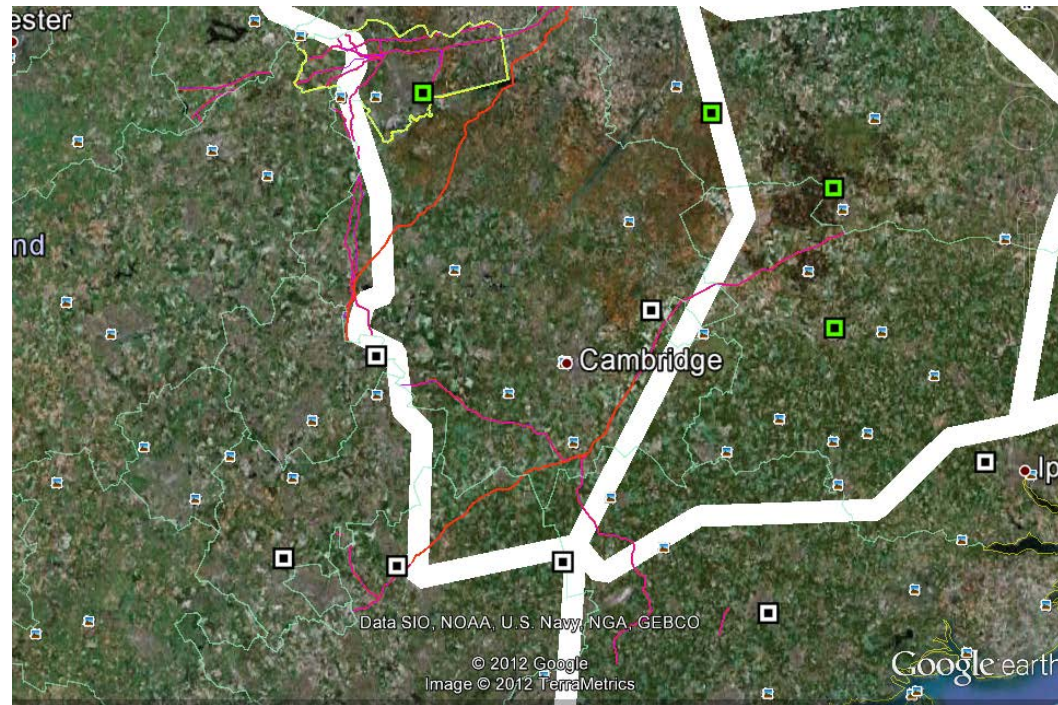 ester
nd
Cambridge
Ip
Data SIO, NOAA, U.S. Navy, NGA, GEBCO
© 2012 Google
Image © 2012 TerraMetrics
Google earth